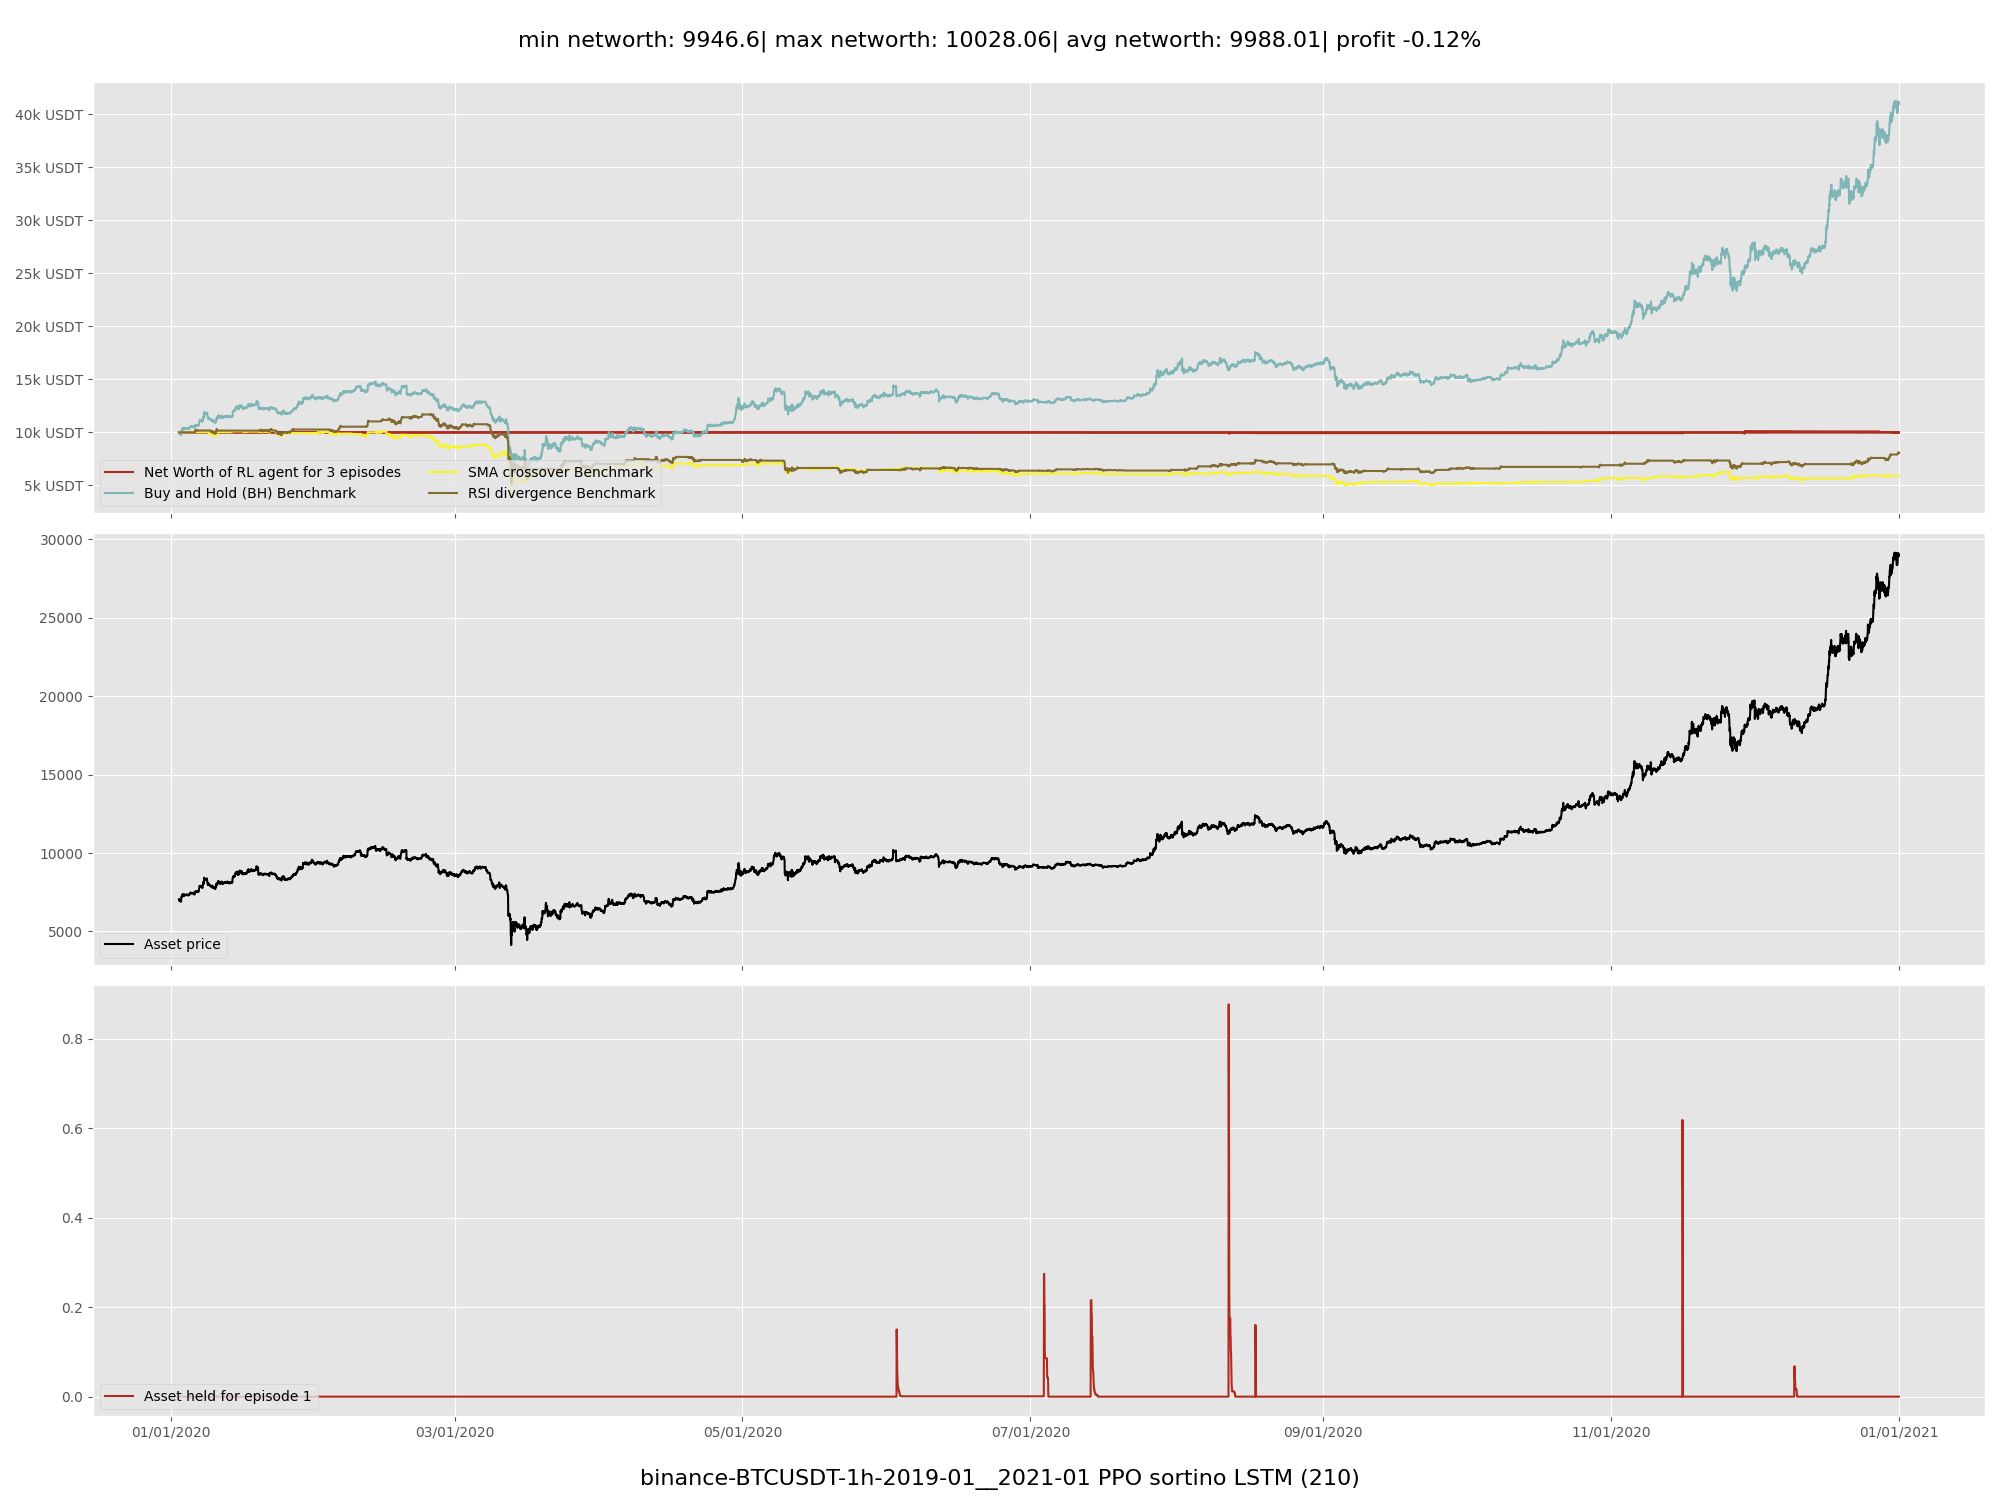 min networth: 9946.6| max networth: 10028.06| avg networth: 9988.01| profit -0.12%
40k USDT
35k USDT
30k USDT
25k USDT
20k USDT
15k USDT
10k USDT
5k USDT
Net Worth of RL agent for 3 episodes
Buy and Hold (BH) Benchmark
SMA crossover Benchmark
RSI divergence Benchmark
30000
25000
20000
15000
10000
5000
Asset price
0.8
0.6
0.4
0.2
0.0
Asset held for episode 1
01/01/2020 03/01/2020 05/01/2020 07/01/2020 09/01/2020 11/01/2020 01/01/2021
binance-BTCUSDT-1h-2019-01__2021-01 PPO sortino LSTM (210)